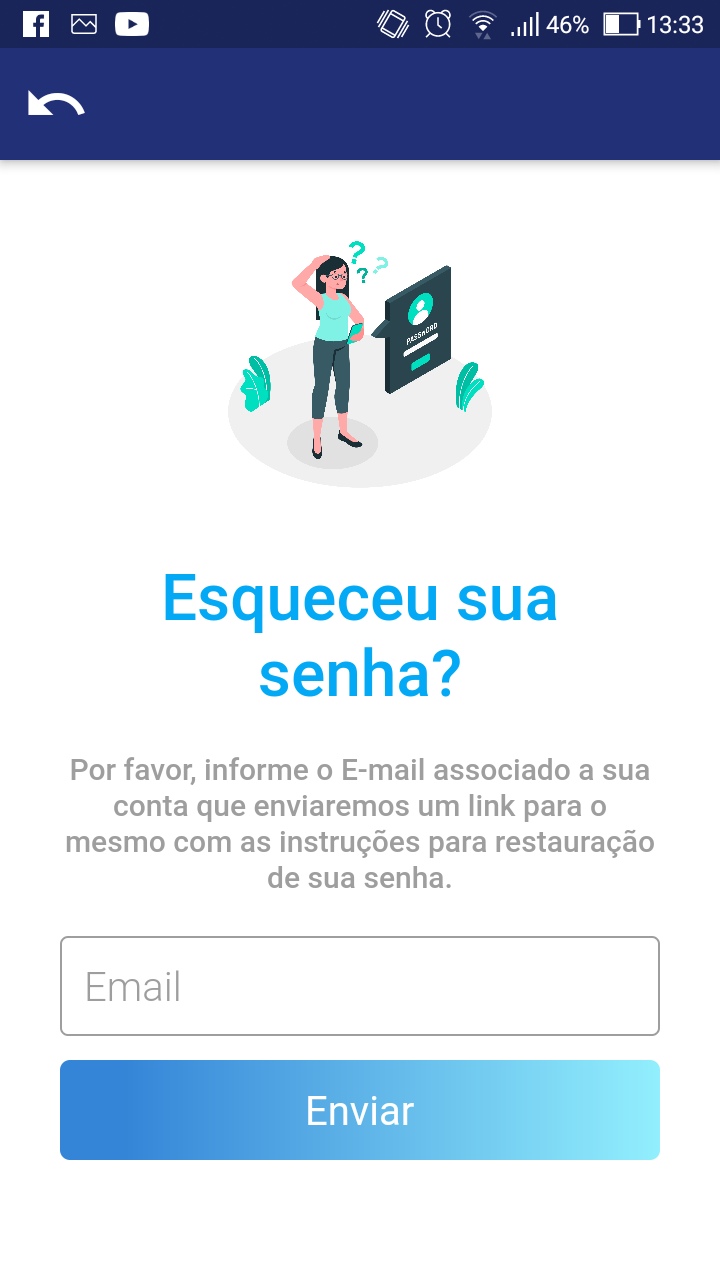 46% 13:33
? ? ?
PASSWORD
Esqueceu sua
senha?
Por favor, informe o E-mail associado a sua
conta que enviaremos um link para o
mesmo com as instruções para restauração
de sua senha.
Email
Enviar